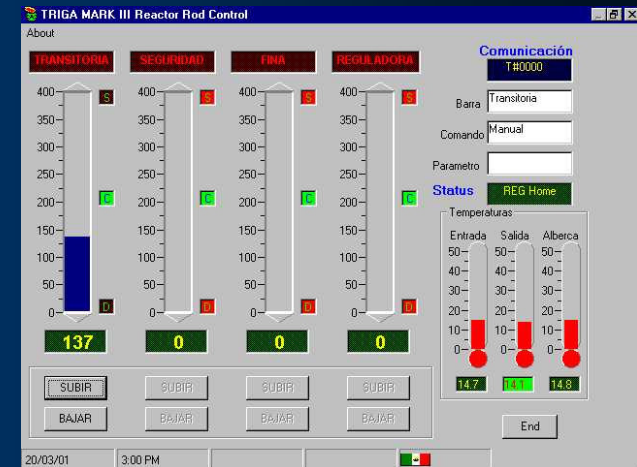 TRIGA MARK III Reactor Rod Control
About
TRANSITORIA SEGURIDAD FINA REGULADORA
Comunicación
T#0000
Barra Transitoria
Comando Manual
Parametro
Status REG Home
400 400 400 400
S S S S
350 350 350 350
300 300 300 300
250 250 250 250
200 200 200 200
C C C C
150 150 150 150
100 100 100 100
50 50 50 50
0 0 0 0
D D D D
137 0 0 0
Temperaturas
Entrada Salida Alberca
50 50 50
40 40 40
30 30 30
20 20 20
10 10 10
0 0 0
14.7 14.1 14.8
SUBIR SUBIR SUBIR SUBIR
BAJAR BAJAR BAJAR BAJAR
End
20/03/01 3:00 PM